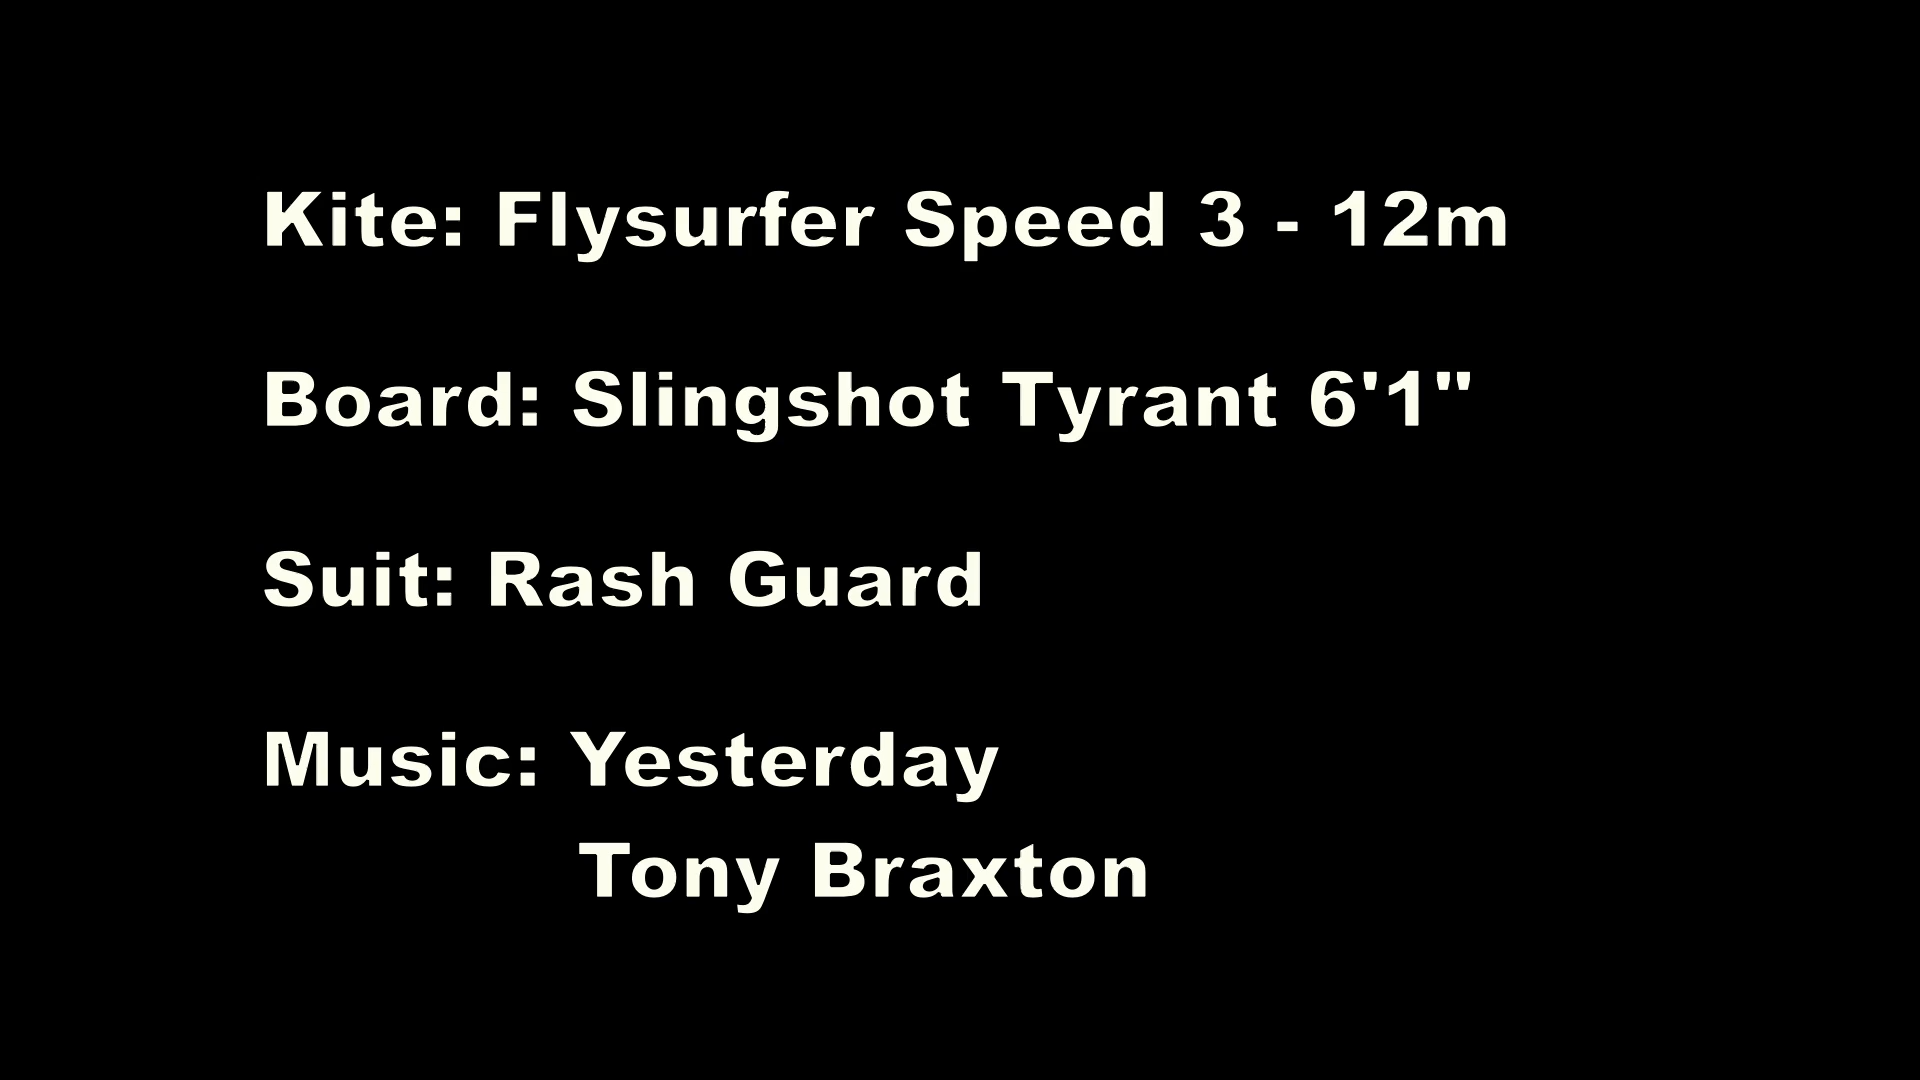 Kite: Flysurfer Speed 3 - 12m
Board: Slingshot Tyrant 6'1"
Suit: Rash Guard
Music: Yesterday
Tony Braxton